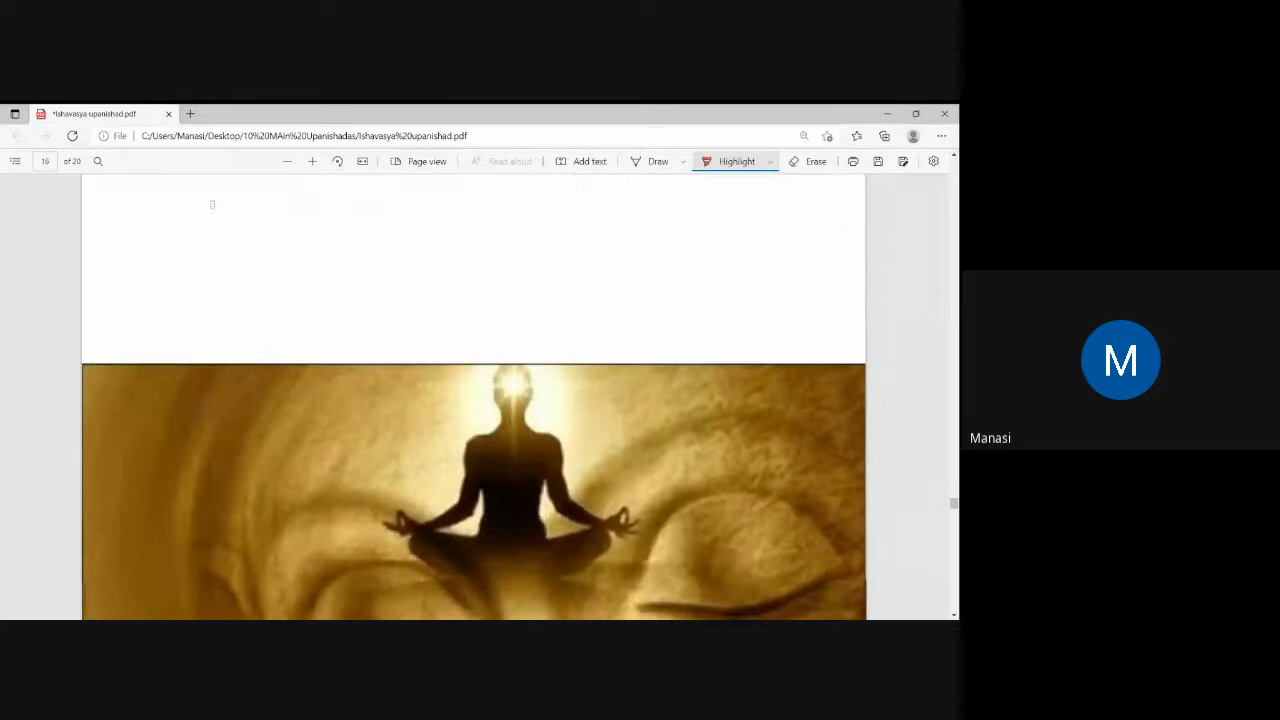 *Ishavasya upanishad.pdf
File
C:/Users/Manasi/Desktop/10%20MAin%20Upanishadas/Ishavasya%20upanishad.pdf
16 of 20
Page view
Read aloud
Add text
Draw
Highlight
Erase
M
Manasi